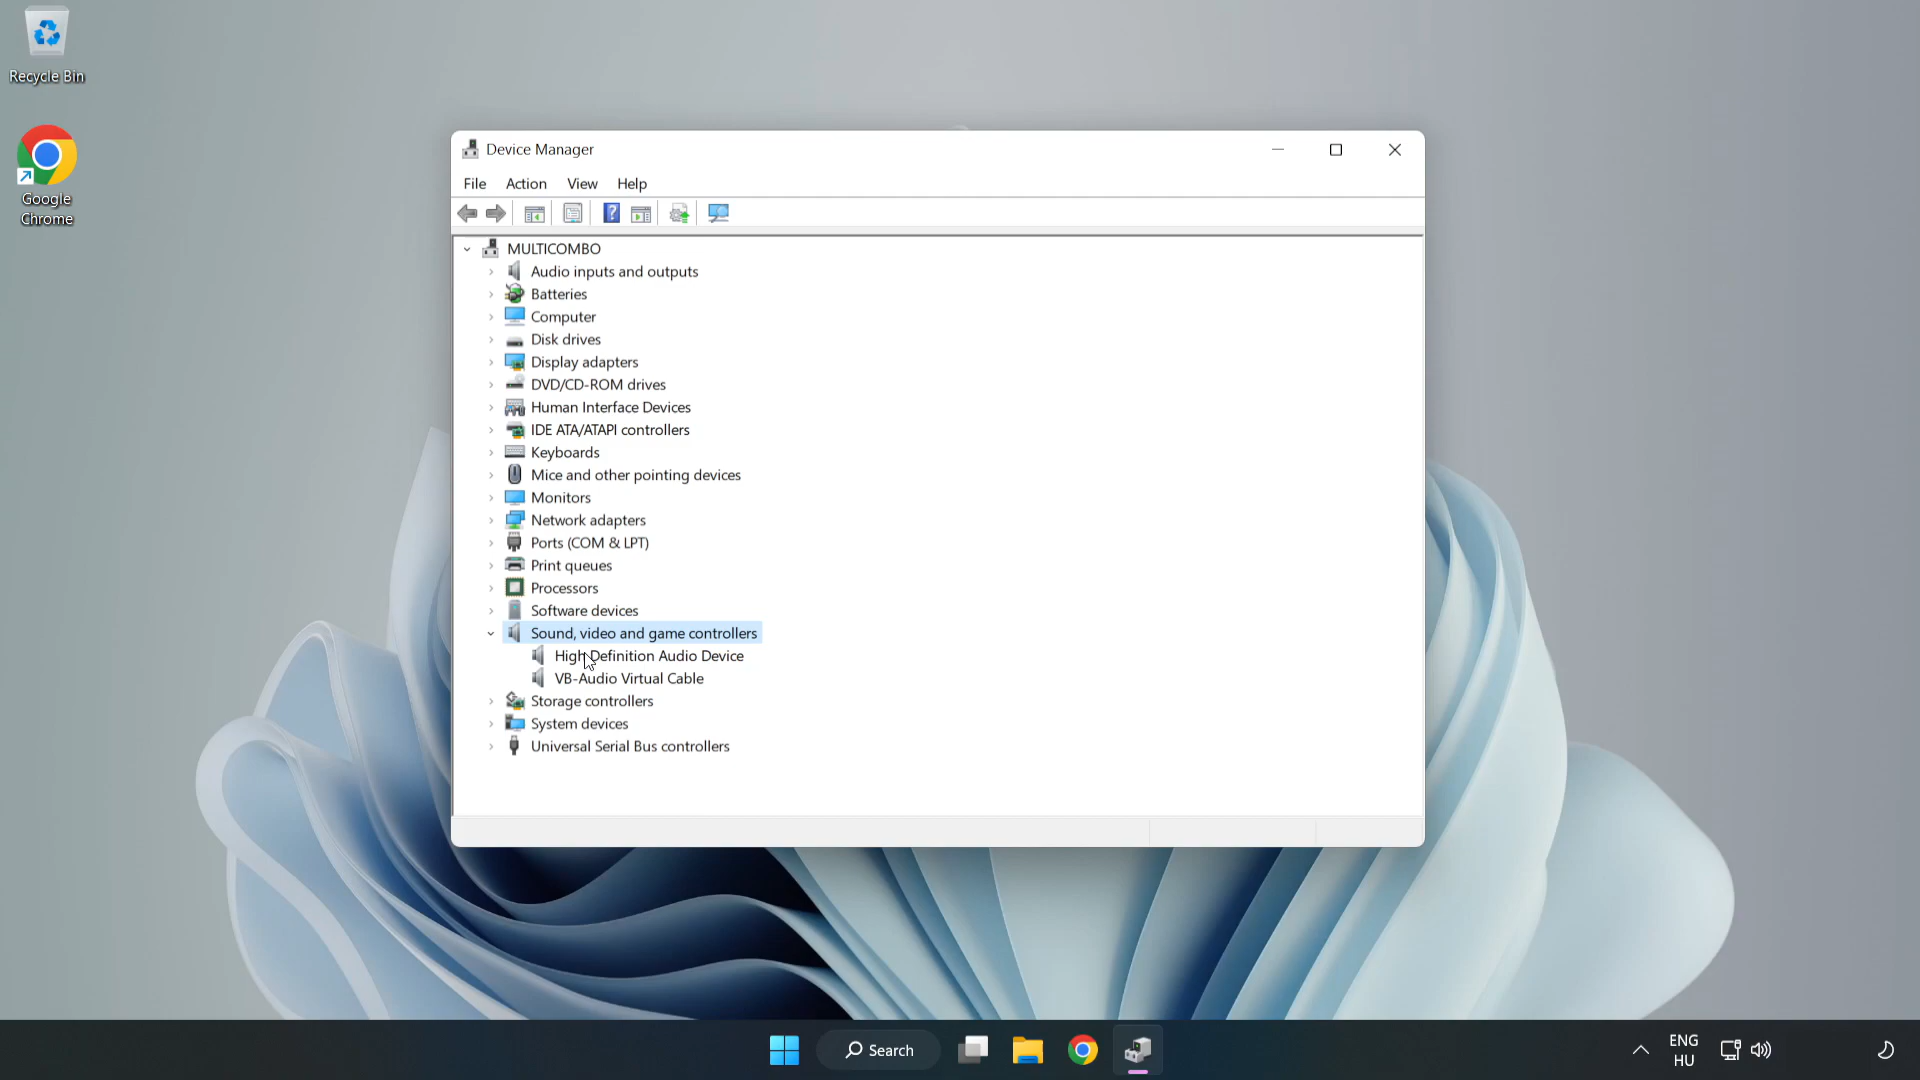 Recycle Bin
Google
Chrome
Device Manager
File Action View Help
MULTICOMBO
Audio inputs and outputs
Batteries
Computer
Disk drives
Display adapters
DVD/CD-ROM drives
Human Interface Devices
IDE ATA/ATAPI controllers
Keyboards
Mice and other pointing devices
Monitors
Network adapters
Ports (COM & LPT)
Print queues
Processors
Software devices
Sound, video and game controllers
High Definition Audio Device
VB-Audio Virtual Cable
Storage controllers
System devices
Universal Serial Bus controllers
Search
ENG
HU